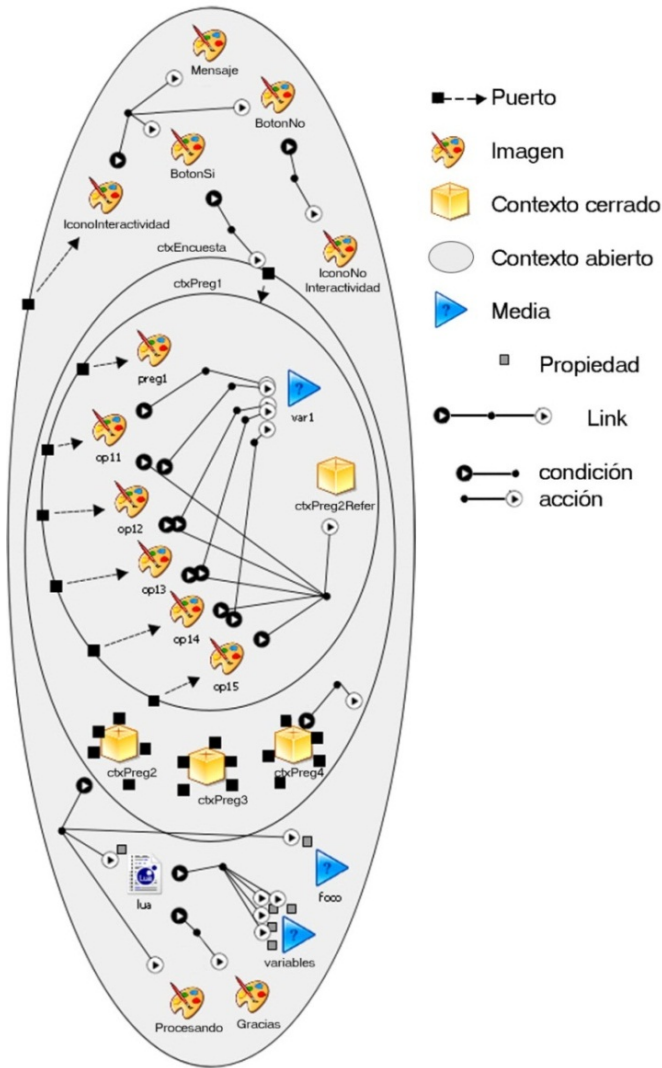 Mensaje
BotonNo
BotonSi
IconoInteractividad
ctxEncuesta
IconoNo
Interactividad
ctxPreg1
preg1
var1
op11
ctxPreg2Refer
op12
op13
op14
op15
ctxPreg2
ctxPreg3
ctxPreg4
Lua
lua
foco
variables
Procesando
Gracias
Puerto
Imagen
Contexto cerrado
Contexto abierto
? Media
Propiedad
Link
condición
acción